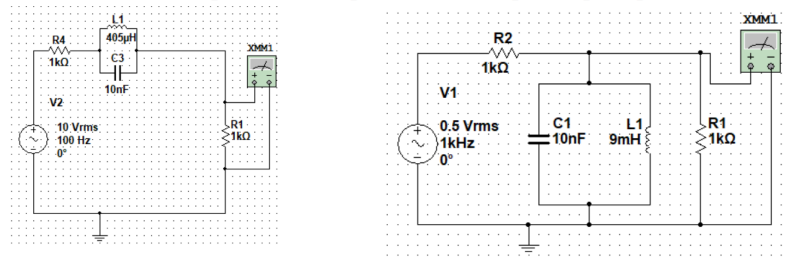 L1
405µH
R4
1kΩ
C3
10nF
XMM1
V2
10 Vrms
100 Hz
0°
R1
1kΩ
XMM1
R2
1kΩ
V1
0.5 Vrms
1kHz
0°
C1
10nF
L1
9mH
R1
1kΩ